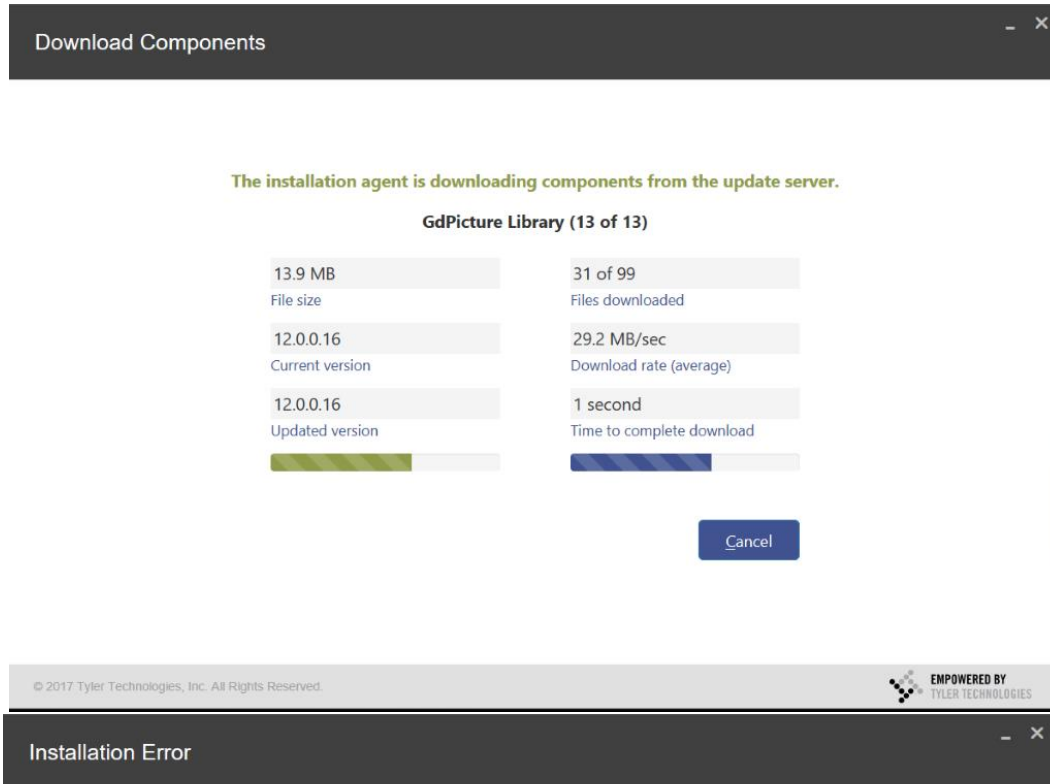 Download Components
The installation agent is downloading components from the update server.
GdPicture Library (13 of 13)
13.9 MB
File size
31 of 99
Files downloaded
12.0.0.16
Current version
29.2 MB/sec
Download rate (average)
12.0.0.16
Updated version
1 second
Time to complete download
Cancel
© 2017 Tyler Technologies, Inc. All Rights Reserved.
EMPOWERED BY
TYLER TECHNOLOGIES
Installation Error